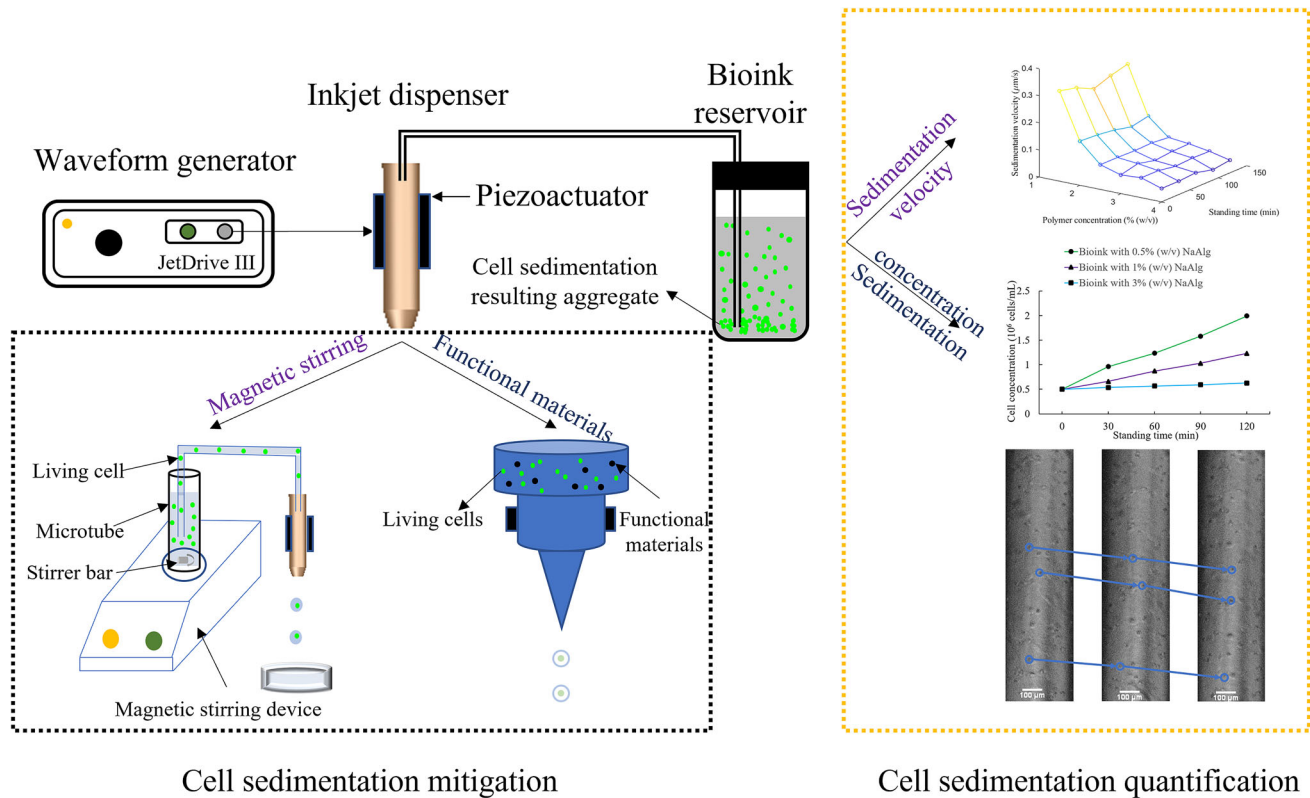 Inkjet dispenser
Bioink
reservoir
Waveform generator
Piezoactuator
JetDrive III
Cell sedimentation
resulting aggregate
Magnetic stirring
Functional materials
Living cell
Microtube
Stirrer bar
Magnetic stirring device
Living cells
Functional
materials
Cell sedimentation mitigation
Sedimentation
velocity
concentration
Sedimentation
Sedimentation velocity (μm/s)
0.4
0.3
0.2
0.1
0
1
2
3
4
Polymer concentration (% (w/v))
0
50
100
150
Standing time (min)
Bioink with 0.5% (w/v) NaAlg
Bioink with 1% (w/v) NaAlg
Bioink with 3% (w/v) NaAlg
Cell concentration (10⁶ cells/mL)
2.5
2
1.5
1
0.5
0
0
30
60
90
120
Standing time (min)
100 μm
100 μm
100 μm
Cell sedimentation quantification